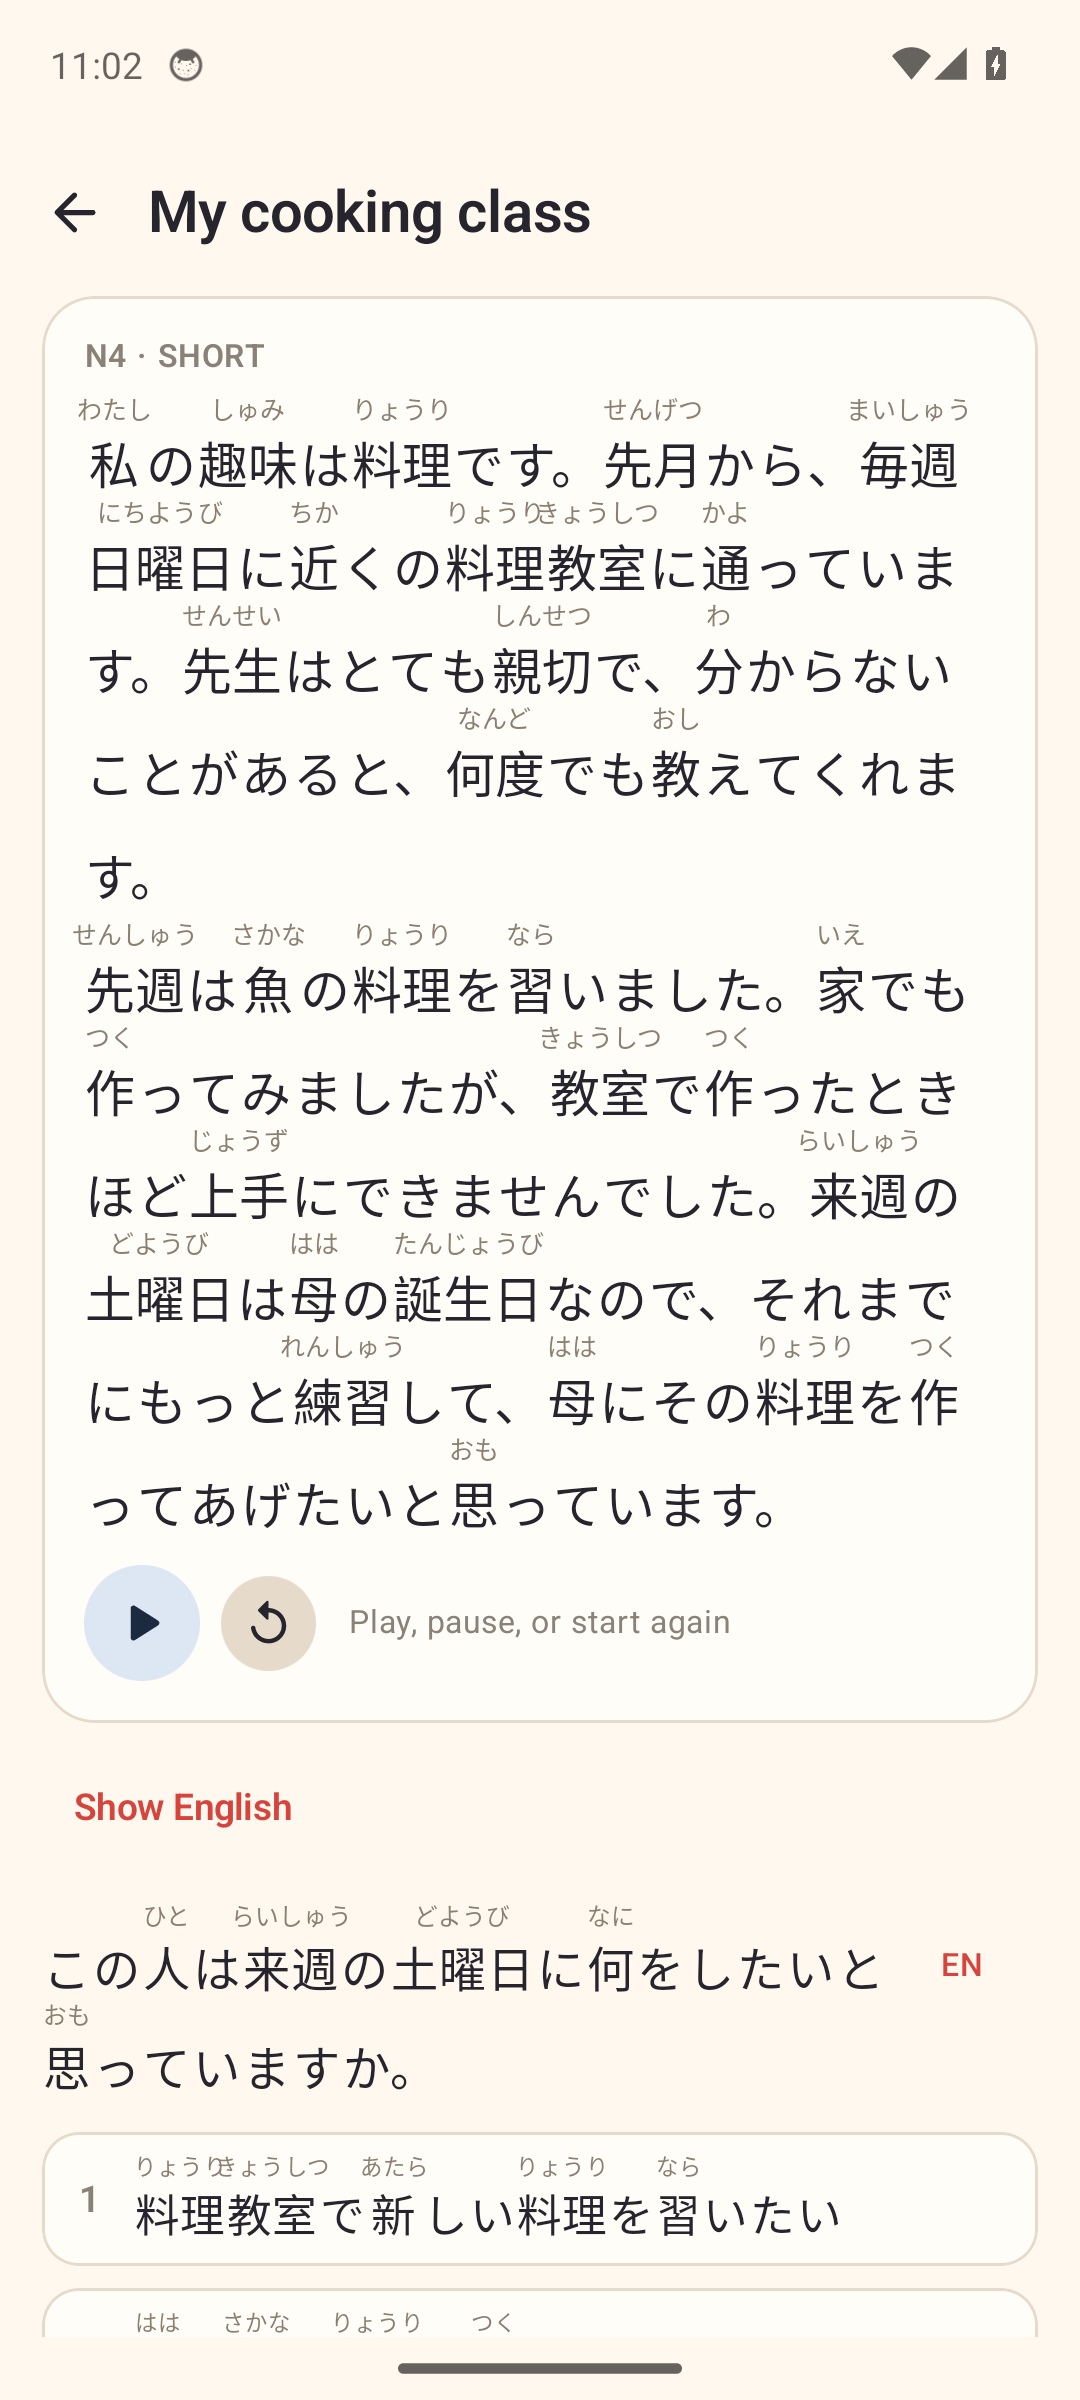 11:02
My cooking class
N4 · SHORT
わたし しゅみ りょうり せんげつ まいしゅう
私の趣味は料理です。先月から、毎週
にちようび ちか りょうり きょうしつ かよ
日曜日に近くの料理教室に通っていま
せんせい しんせつ わ
す。先生はとても親切で、分からない
なんど おし
ことがあると、何度でも教えてくれま
す。
せんしゅう さかな りょうり なら いえ
先週は魚の料理を習いました。家でも
つく きょうしつ つく
作ってみましたが、教室で作ったとき
じょうず らいしゅう
ほど上手にできませんでした。来週の
どようび はは たんじょうび
土曜日は母の誕生日なので、それまで
れんしゅう はは りょうり つく
にもっと練習して、母にその料理を作
おも
ってあげたいと思っています。
Play, pause, or start again
Show English
ひと らいしゅう どようび なに
この人は来週の土曜日に何をしたいと
EN
おも
思っていますか。
りょうり きょうしつ あたら りょうり なら
1 料理教室で新しい料理を習いたい
はは さかな りょうり つく